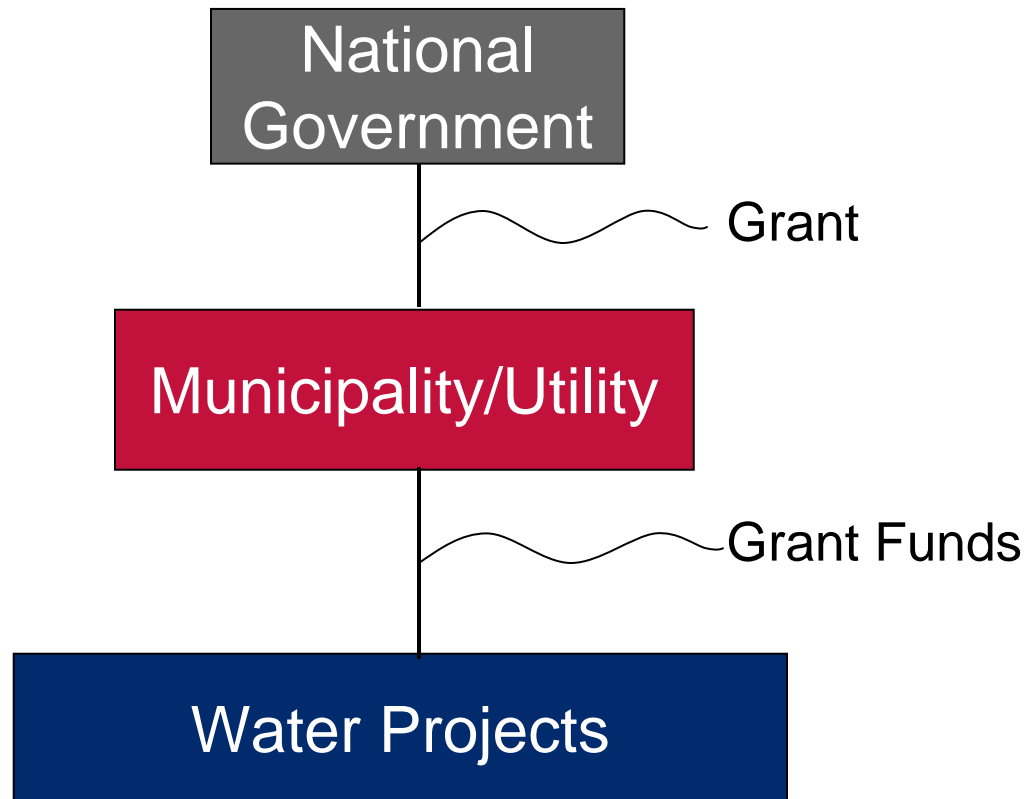 National
Government
Grant
Municipality/Utility
Grant Funds
Water Projects